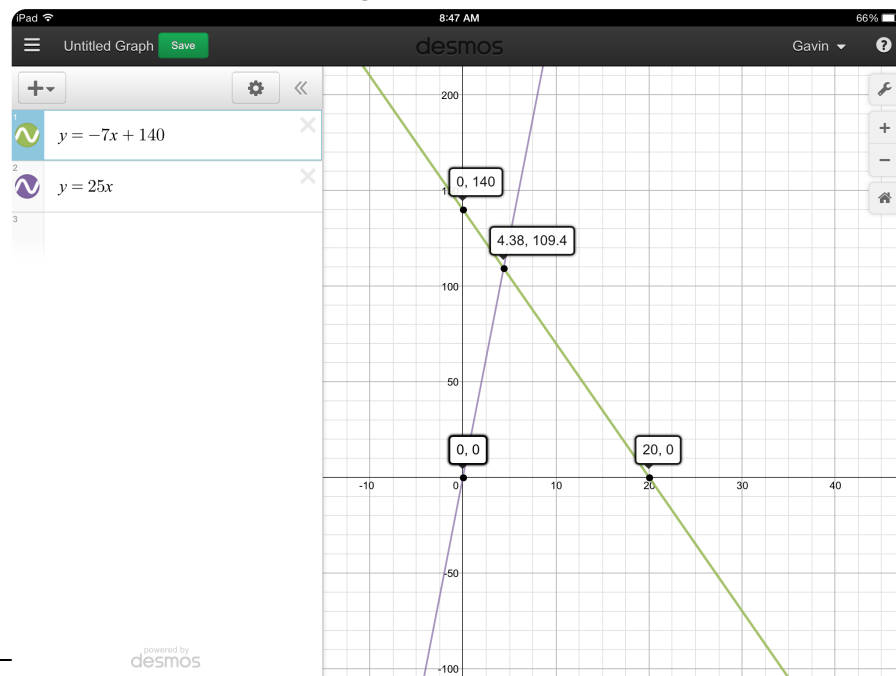 iPad 8:47 AM 66%
Untitled Graph Save desmos Gavin ?
1
y = −7x + 140
2
y = 25x
3
200
0, 140
1
4.38, 109.4
100
50
0, 0
20, 0
-10 0 10 20 30 40
-50
-100
powered by
desmos